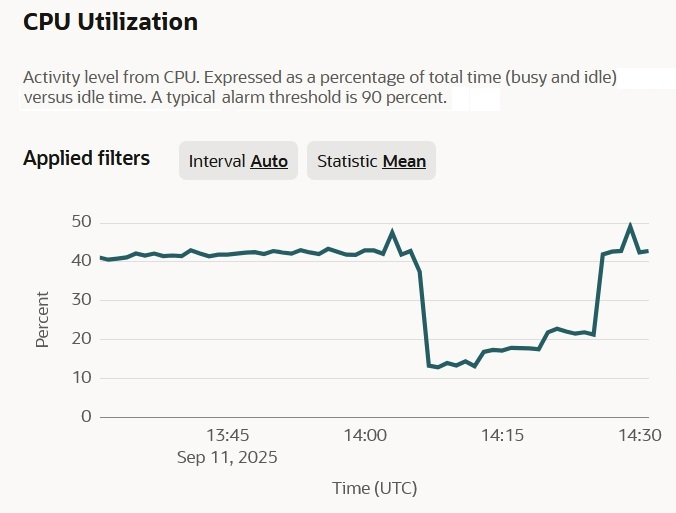 CPU Utilization
Activity level from CPU. Expressed as a percentage of total time (busy and idle)
versus idle time. A typical alarm threshold is 90 percent.
Applied filters
Interval Auto
Statistic Mean
50
40
30
20
10
0
Percent
13:45
14:00
14:15
14:30
Sep 11, 2025
Time (UTC)